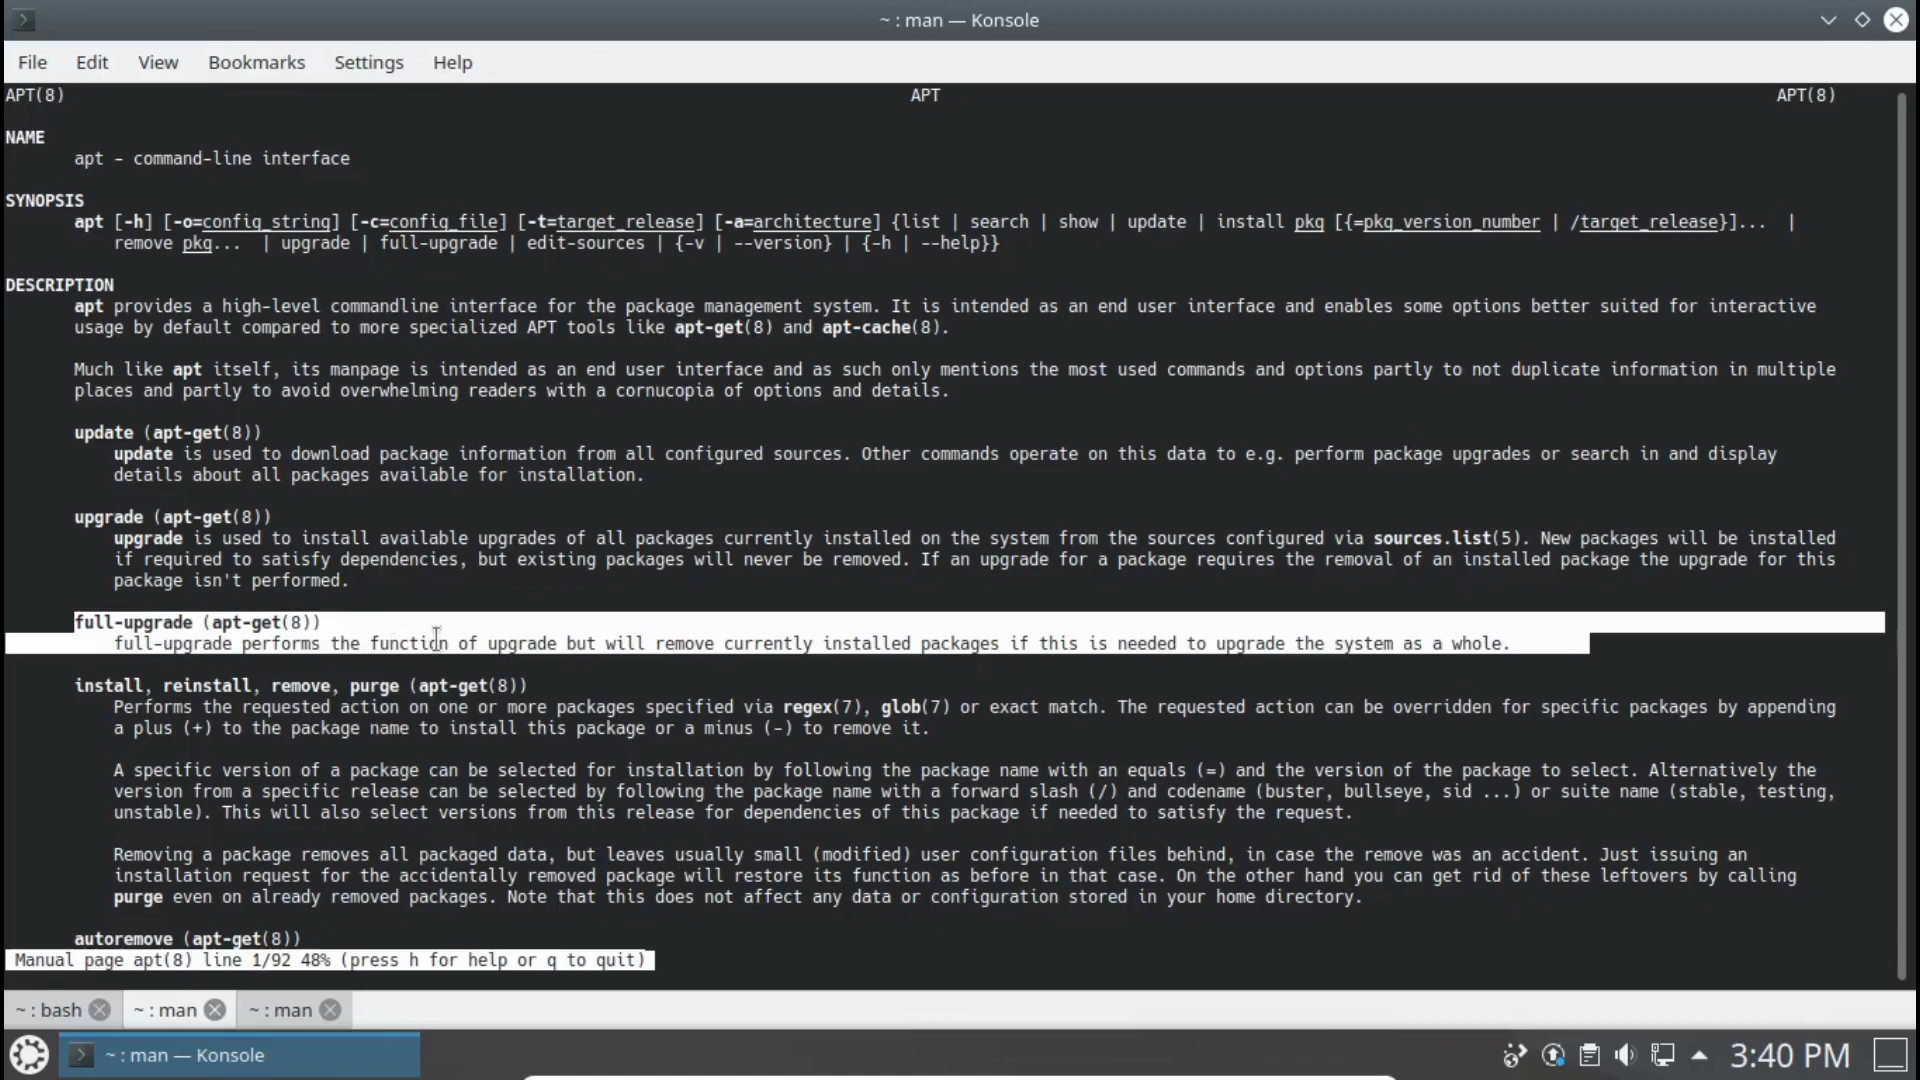 ~ : man — Konsole
File Edit View Bookmarks Settings Help
APT(8) APT APT(8)
NAME
apt - command-line interface
SYNOPSIS
apt [-h] [-o=config_string] [-c=config_file] [-t=target_release] [-a=architecture] {list | search | show | update | install pkg [{=pkg_version_number | /target_release}]... |
remove pkg... | upgrade | full-upgrade | edit-sources | {-v | --version} | {-h | --help}}
DESCRIPTION
apt provides a high-level commandline interface for the package management system. It is intended as an end user interface and enables some options better suited for interactive
usage by default compared to more specialized APT tools like apt-get(8) and apt-cache(8).
Much like apt itself, its manpage is intended as an end user interface and as such only mentions the most used commands and options partly to not duplicate information in multiple
places and partly to avoid overwhelming readers with a cornucopia of options and details.
update (apt-get(8))
update is used to download package information from all configured sources. Other commands operate on this data to e.g. perform package upgrades or search in and display
details about all packages available for installation.
upgrade (apt-get(8))
upgrade is used to install available upgrades of all packages currently installed on the system from the sources configured via sources.list(5). New packages will be installed
if required to satisfy dependencies, but existing packages will never be removed. If an upgrade for a package requires the removal of an installed package the upgrade for this
package isn't performed.
full-upgrade (apt-get(8))
full-upgrade performs the function of upgrade but will remove currently installed packages if this is needed to upgrade the system as a whole.
install, reinstall, remove, purge (apt-get(8))
Performs the requested action on one or more packages specified via regex(7), glob(7) or exact match. The requested action can be overridden for specific packages by appending
a plus (+) to the package name to install this package or a minus (-) to remove it.
A specific version of a package can be selected for installation by following the package name with an equals (=) and the version of the package to select. Alternatively the
version from a specific release can be selected by following the package name with a forward slash (/) and codename (buster, bullseye, sid ...) or suite name (stable, testing,
unstable). This will also select versions from this release for dependencies of this package if needed to satisfy the request.
Removing a package removes all packaged data, but leaves usually small (modified) user configuration files behind, in case the remove was an accident. Just issuing an
installation request for the accidentally removed package will restore its function as before in that case. On the other hand you can get rid of these leftovers by calling
purge even on already removed packages. Note that this does not affect any data or configuration stored in your home directory.
autoremove (apt-get(8))
Manual page apt(8) line 1/92 48% (press h for help or q to quit)
~ : bash ~ : man ~ : man
~ : man — Konsole 3:40 PM